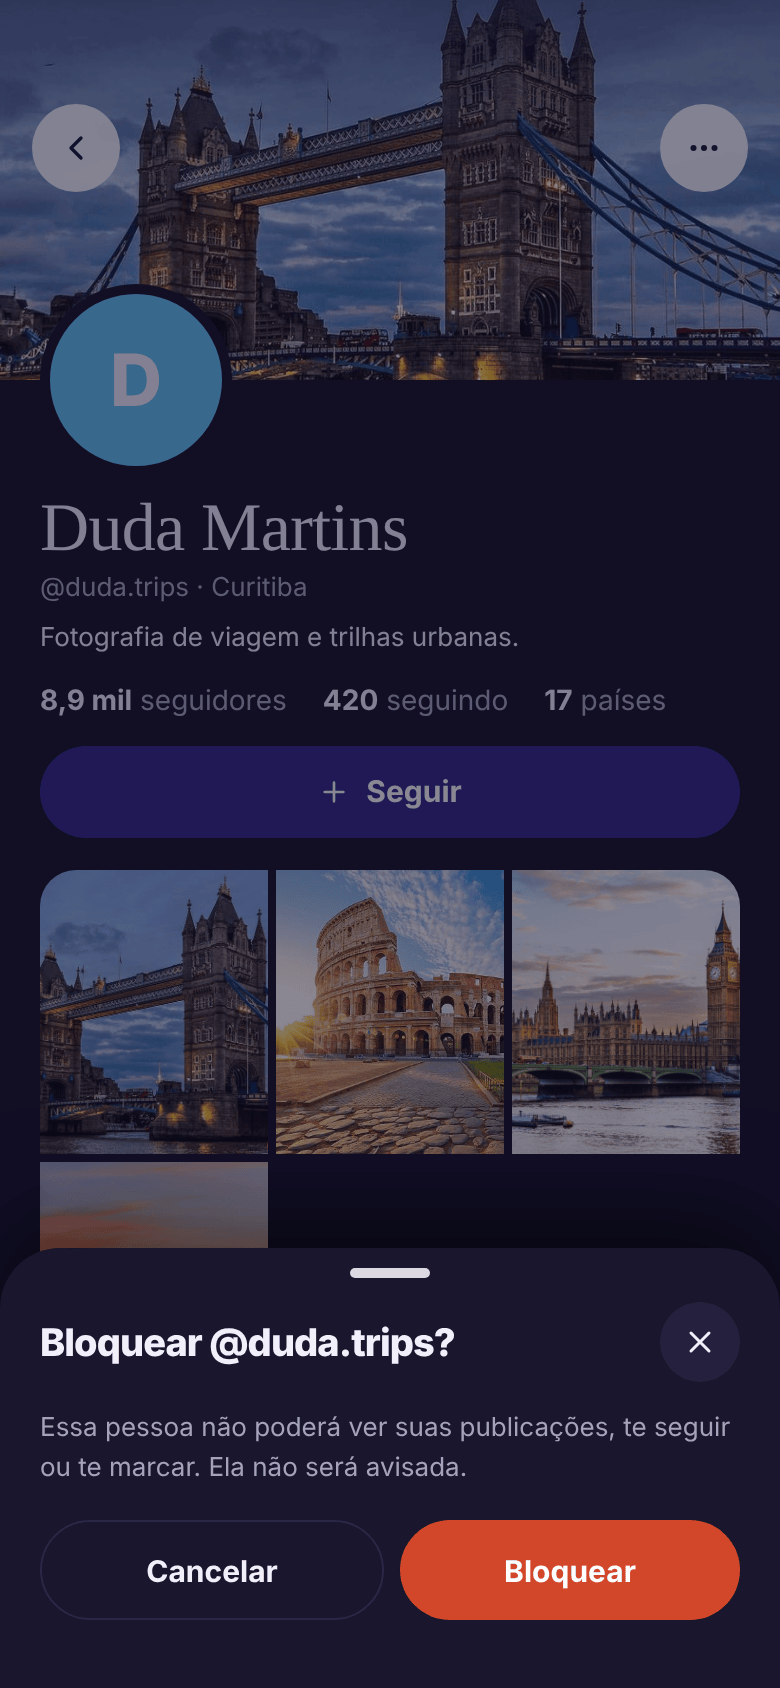 D
Duda Martins
@duda.trips · Curitiba
Fotografia de viagem e trilhas urbanas.
8,9 mil seguidores 420 seguindo 17 países
+ Seguir
Bloquear @duda.trips?
Essa pessoa não poderá ver suas publicações, te seguir
ou te marcar. Ela não será avisada.
Cancelar Bloquear